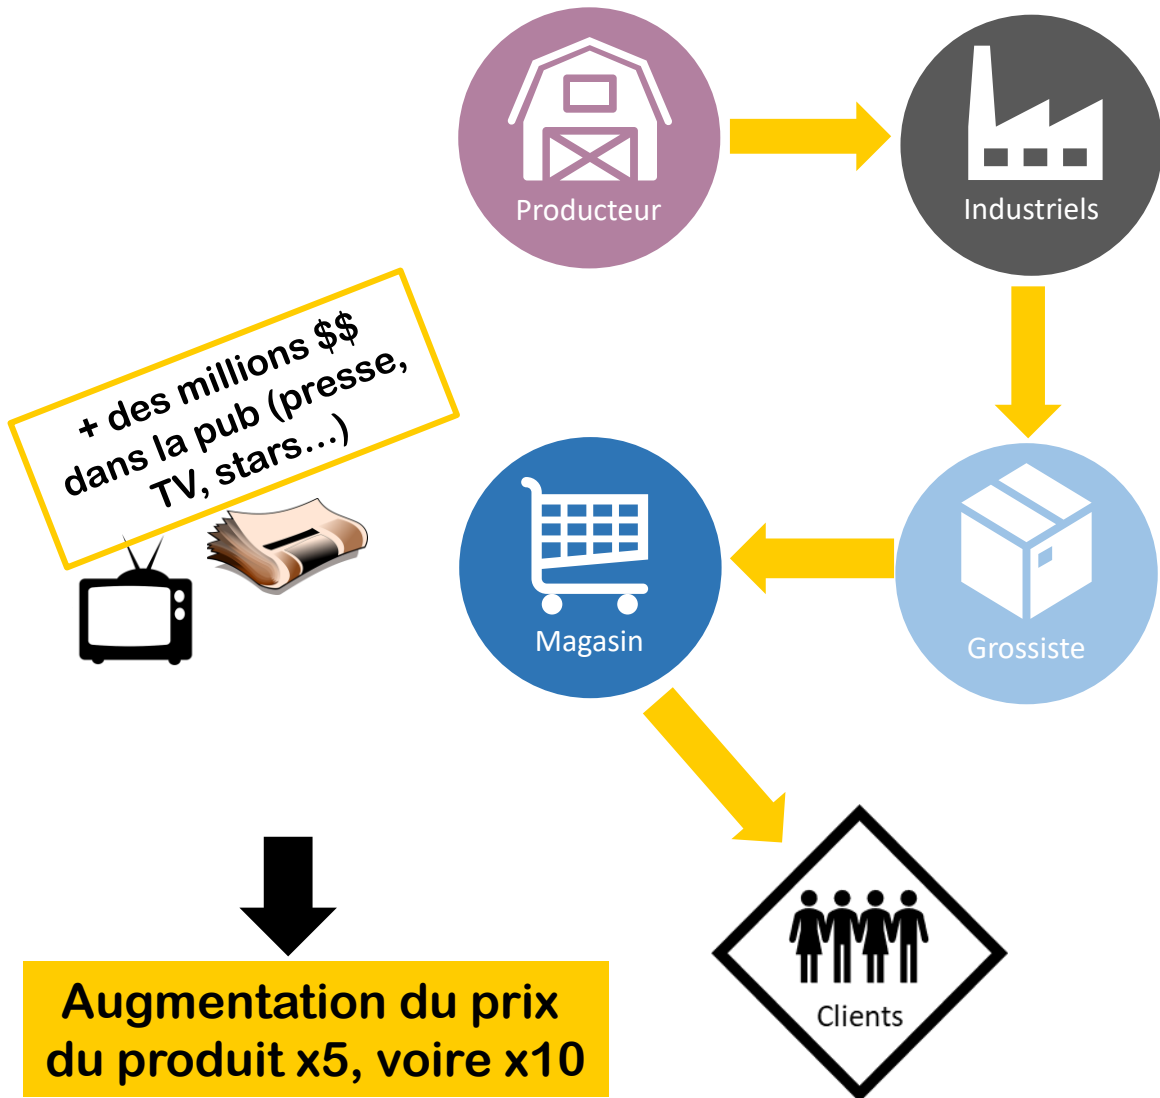 Producteur
Industriels
+ des millions $$
dans la pub (presse,
TV, stars...)
Magasin
Grossiste
Clients
Augmentation du prix
du produit x5, voire x10